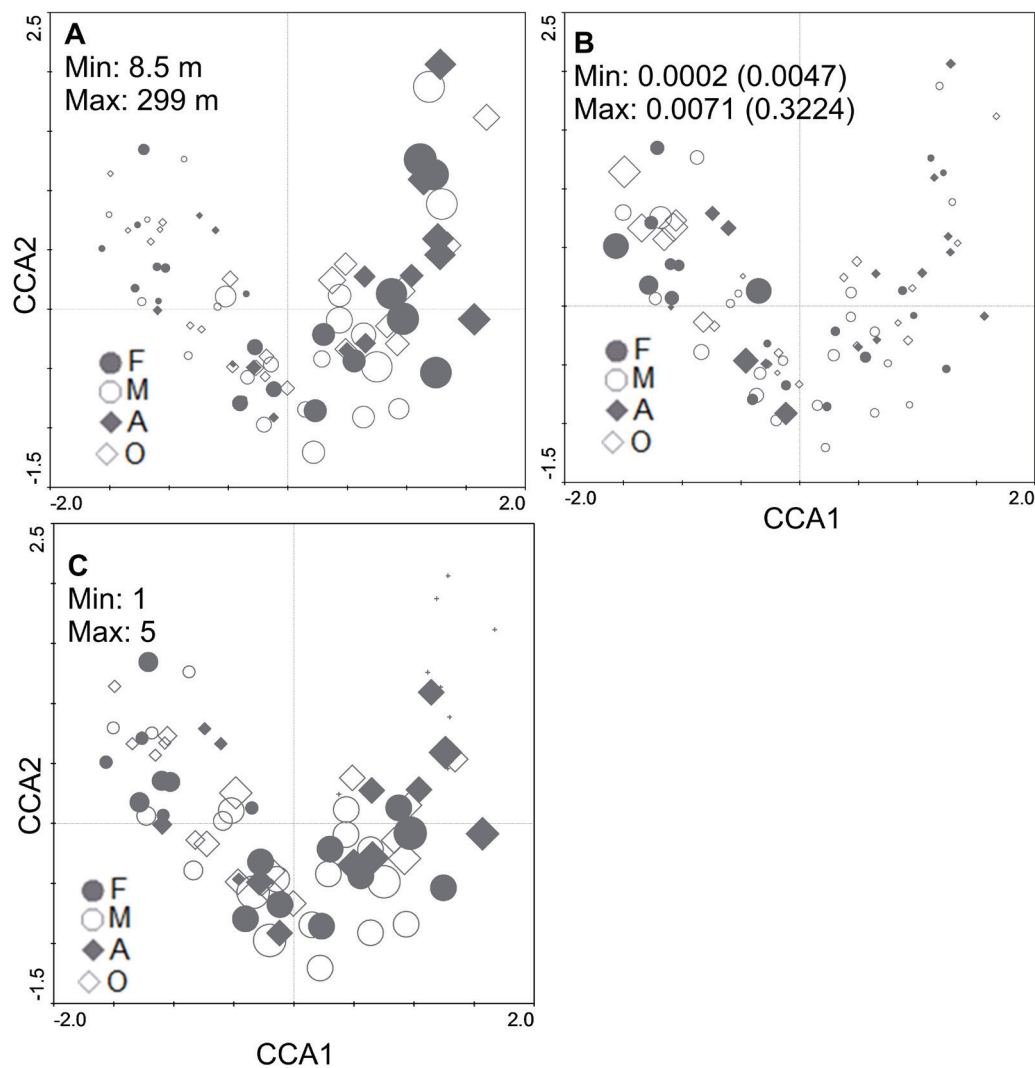 2.5
A
Min: 8.5 m
Max: 299 m
CCA2
F
M
A
O
-1.5
-2.0
2.0
2.5
B
Min: 0.0002 (0.0047)
Max: 0.0071 (0.3224)
F
M
A
O
-1.5
-2.0
2.0
CCA1
2.5
C
Min: 1
Max: 5
CCA2
F
M
A
O
-1.5
-2.0
2.0
CCA1